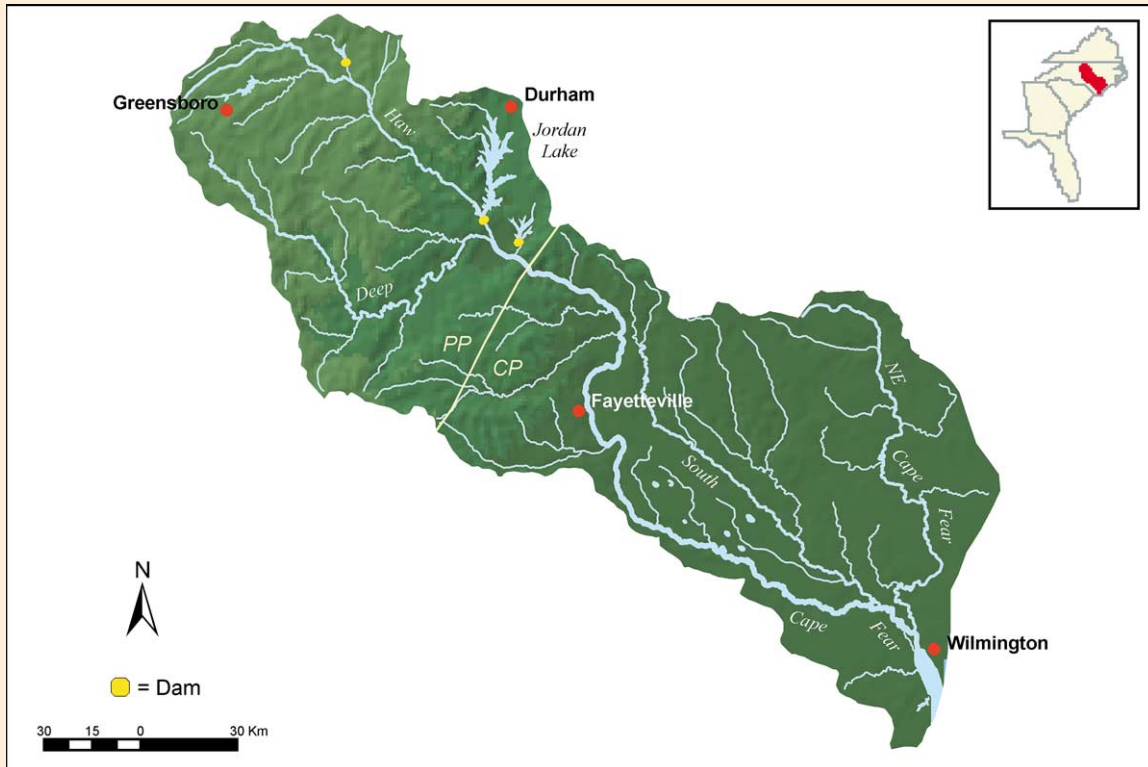 Greensboro
Durham
Haw
Jordan
Lake
Deep
PP
CP
NE
Fayetteville
Cape
South
Fear
Cape
Fear
Wilmington
N
= Dam
30 15 0 30 Km